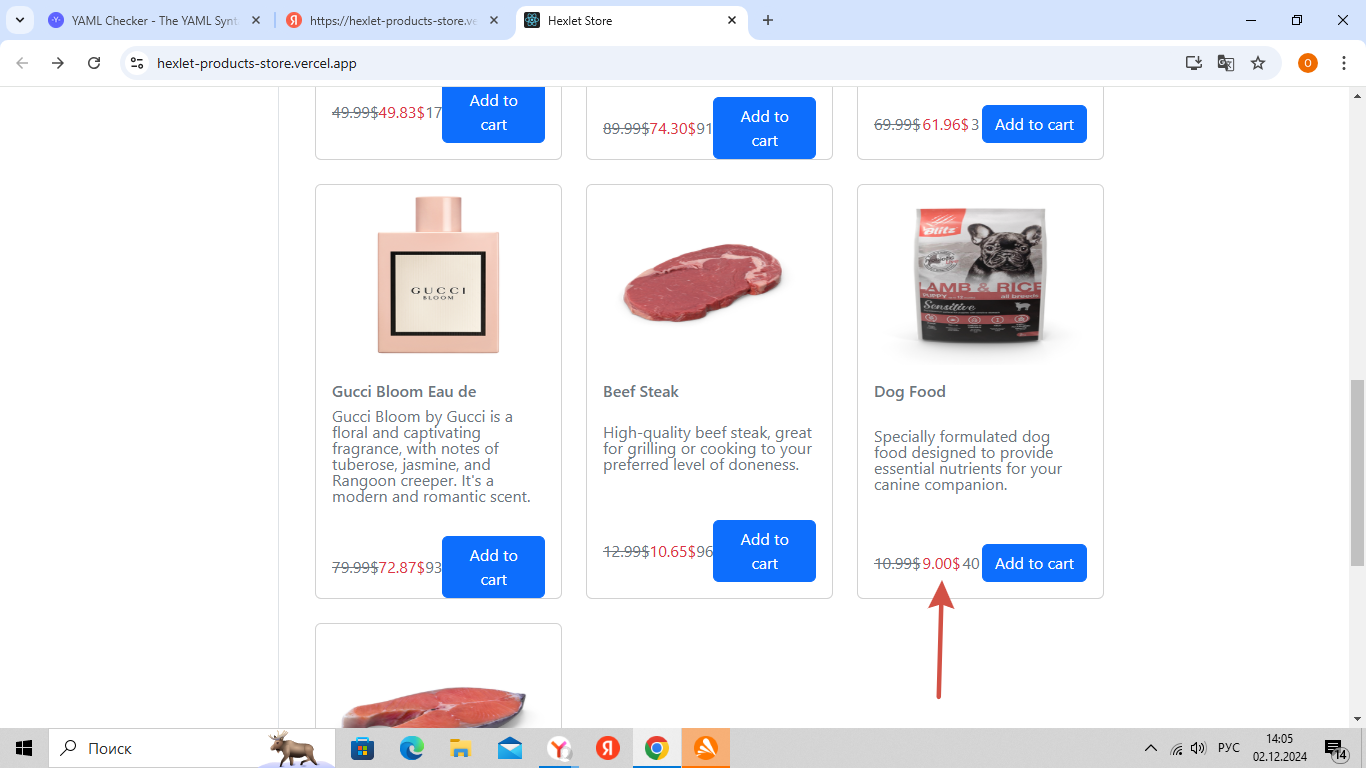 YAML Checker - The YAML Synt
https://hexlet-products-store.ve
Hexlet Store
hexlet-products-store.vercel.app
O
49.99$49.83$17
Add to
cart
89.99$74.30$91
Add to
cart
69.99$61.96$ 3
Add to cart
GUCCI
BLOOM
Blitz
LAMB & RICE
PUPPY
all breeds
Sensitive
Gucci Bloom Eau de
Gucci Bloom by Gucci is a
floral and captivating
fragrance, with notes of
tuberose, jasmine, and
Rangoon creeper. It's a
modern and romantic scent.
79.99$72.87$93
Add to
cart
Beef Steak
High-quality beef steak, great
for grilling or cooking to your
preferred level of doneness.
12.99$10.65$96
Add to
cart
Dog Food
Specially formulated dog
food designed to provide
essential nutrients for your
canine companion.
10.99$9.00$ 40
Add to cart
Поиск
РУС
14:05
02.12.2024
14